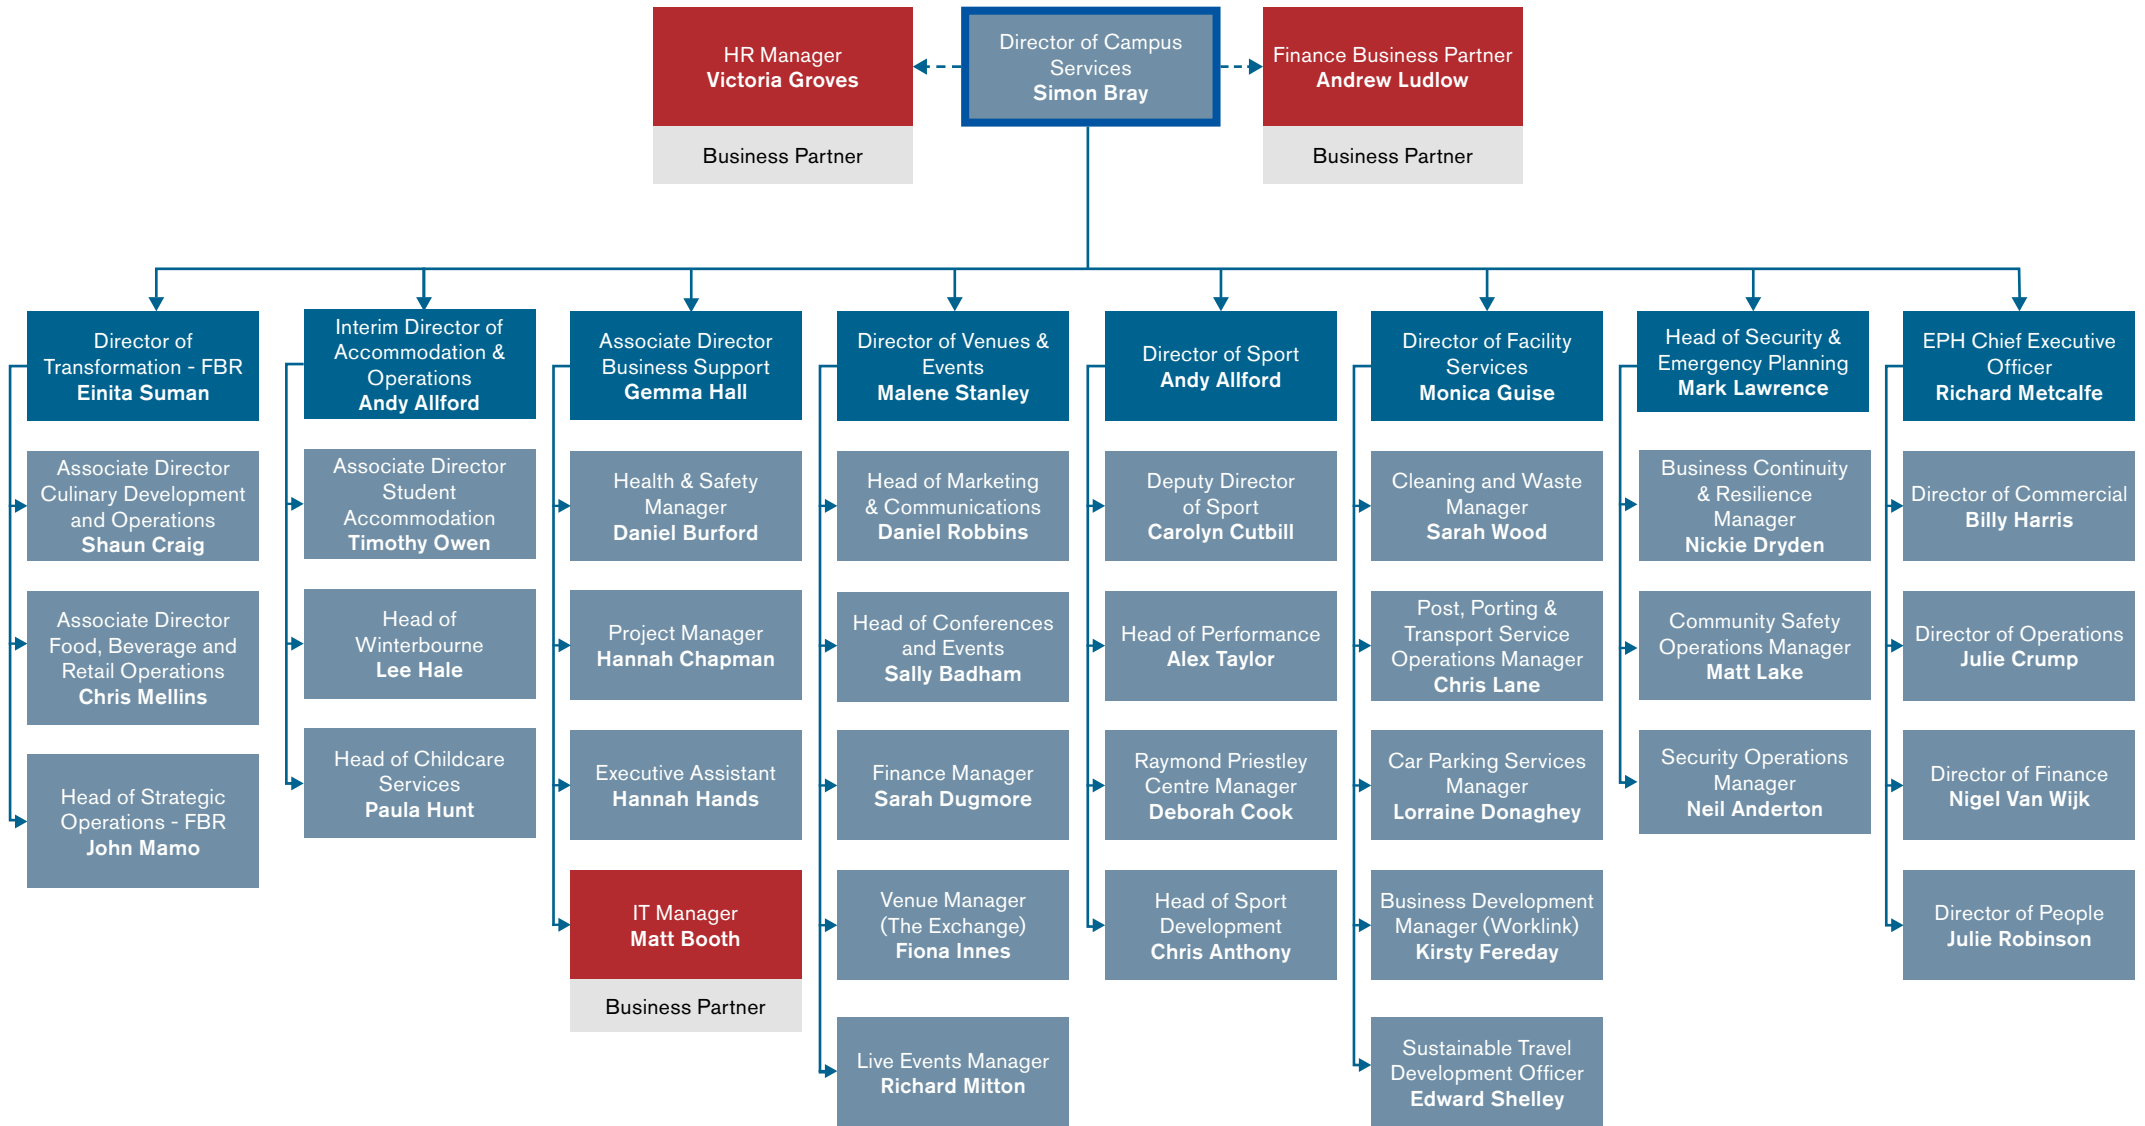 HR Manager
Victoria Groves
Business Partner
Director of Campus
Services
Simon Bray
Finance Business Partner
Andrew Ludlow
Business Partner
Director of
Transformation - FBR
Einita Suman
Associate Director
Culinary Development
and Operations
Shaun Craig
Associate Director
Food, Beverage and
Retail Operations
Chris Mellins
Head of Strategic
Operations - FBR
John Mamo
Interim Director of
Accommodation &
Operations
Andy Allford
Associate Director
Student
Accommodation
Timothy Owen
Head of
Winterbourne
Lee Hale
Head of Childcare
Services
Paula Hunt
Associate Director
Business Support
Gemma Hall
Health & Safety
Manager
Daniel Burford
Project Manager
Hannah Chapman
Executive Assistant
Hannah Hands
IT Manager
Matt Booth
Business Partner
Director of Venues &
Events
Malene Stanley
Head of Marketing
& Communications
Daniel Robbins
Head of Conferences
and Events
Sally Badham
Finance Manager
Sarah Dugmore
Venue Manager
(The Exchange)
Fiona Innes
Live Events Manager
Richard Mitton
Director of Sport
Andy Allford
Deputy Director
of Sport
Carolyn Cutbill
Head of Performance
Alex Taylor
Raymond Priestley
Centre Manager
Deborah Cook
Head of Sport
Development
Chris Anthony
Director of Facility
Services
Monica Guise
Cleaning and Waste
Manager
Sarah Wood
Post, Porting &
Transport Service
Operations Manager
Chris Lane
Car Parking Services
Manager
Lorraine Donaghey
Business Development
Manager (Worklink)
Kirsty Fereday
Sustainable Travel
Development Officer
Edward Shelley
Head of Security &
Emergency Planning
Mark Lawrence
Business Continuity
& Resilience
Manager
Nickie Dryden
Community Safety
Operations Manager
Matt Lake
Security Operations
Manager
Neil Anderton
EPH Chief Executive
Officer
Richard Metcalfe
Director of Commercial
Billy Harris
Director of Operations
Julie Crump
Director of Finance
Nigel Van Wijk
Director of People
Julie Robinson